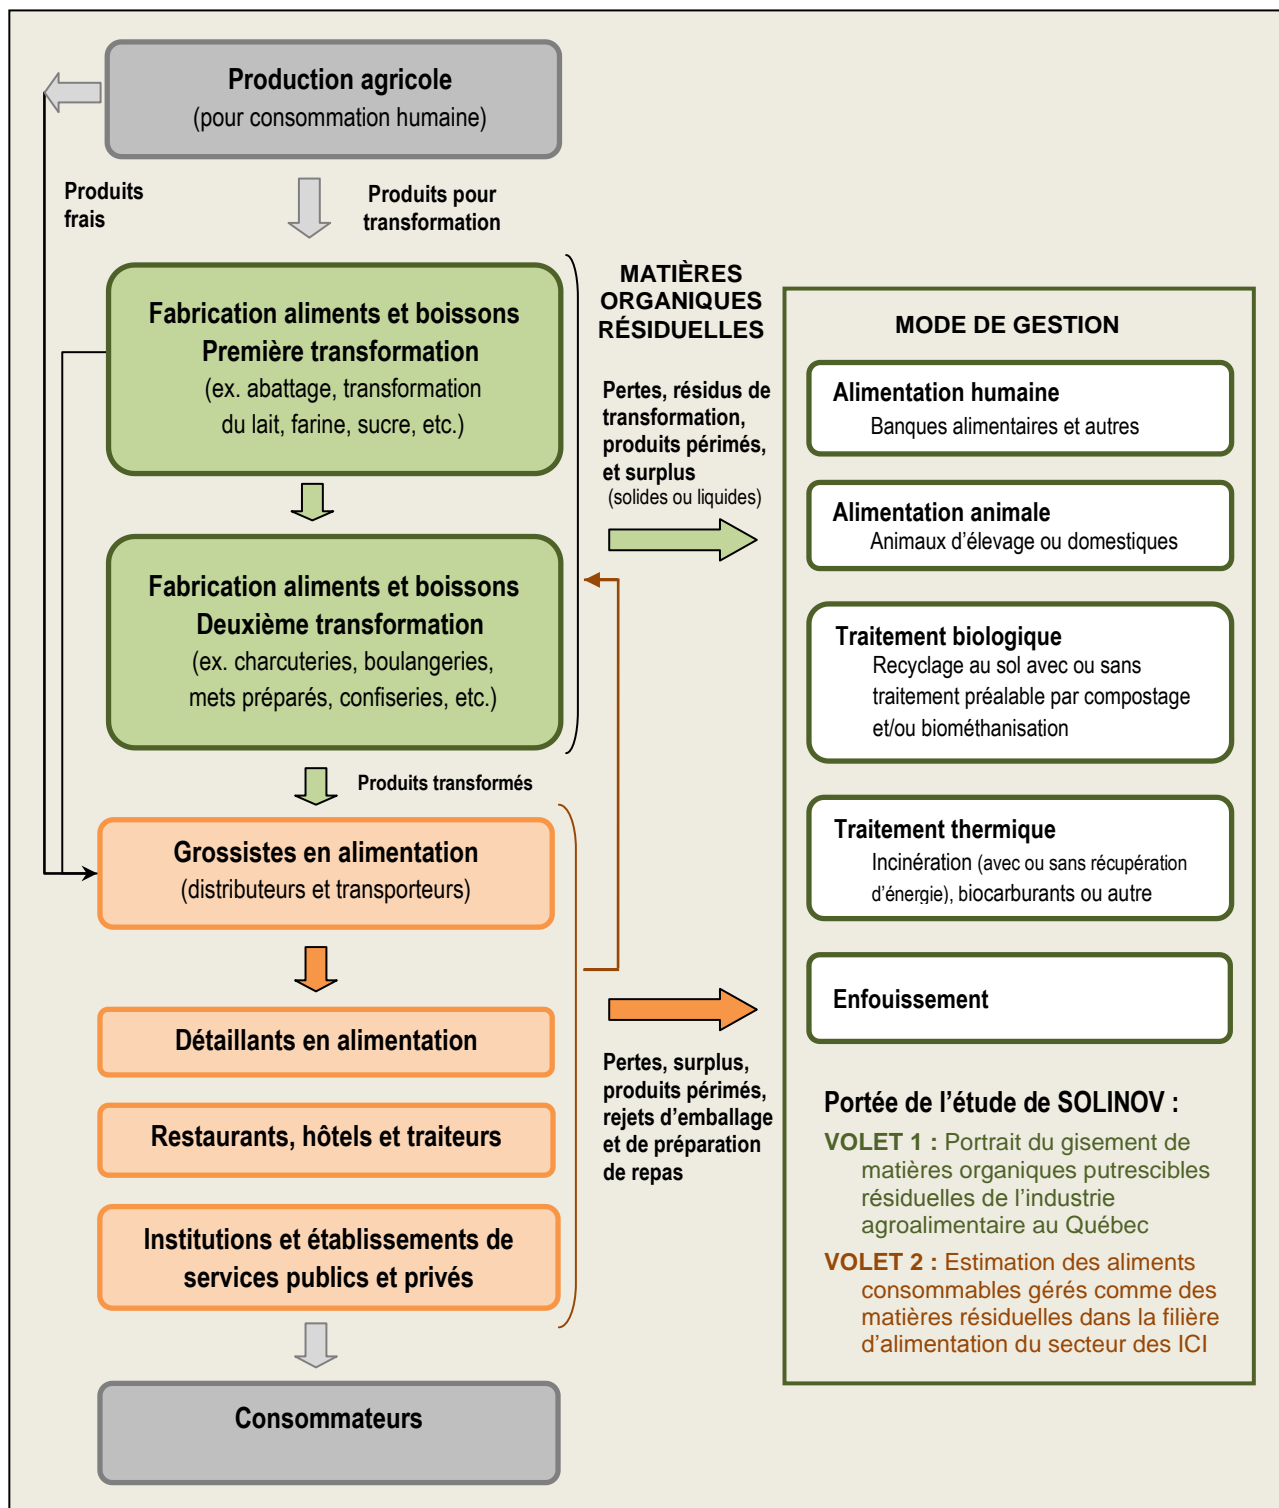 Production agricole
(pour consommation humaine)
Produits
frais
Produits pour
transformation
Fabrication aliments et boissons
Première transformation
(ex. abattage, transformation
du lait, farine, sucre, etc.)
Fabrication aliments et boissons
Deuxième transformation
(ex. charcuteries, boulangeries,
mets préparés, confiseries, etc.)
Produits transformés
Grossistes en alimentation
(distributeurs et transporteurs)
Détaillants en alimentation
Restaurants, hôtels et traiteurs
Institutions et établissements de
services publics et privés
Consommateurs
MATIÈRES
ORGANIQUES
RÉSIDUELLES
Pertes, résidus de
transformation,
produits périmés,
et surplus
(solides ou liquides)
Pertes, surplus,
produits périmés,
rejets d'emballage
et de préparation
de repas
MODE DE GESTION
Alimentation humaine
Banques alimentaires et autres
Alimentation animale
Animaux d'élevage ou domestiques
Traitement biologique
Recyclage au sol avec ou sans
traitement préalable par compostage
et/ou biométhanisation
Traitement thermique
Incinération (avec ou sans récupération
d'énergie), biocarburants ou autre
Enfouissement
Portée de l'étude de SOLINOV :
VOLET 1 : Portrait du gisement de
matières organiques putrescibles
résiduelles de l'industrie
agroalimentaire au Québec
VOLET 2 : Estimation des aliments
consommables gérés comme des
matières résiduelles dans la filière
d'alimentation du secteur des ICI